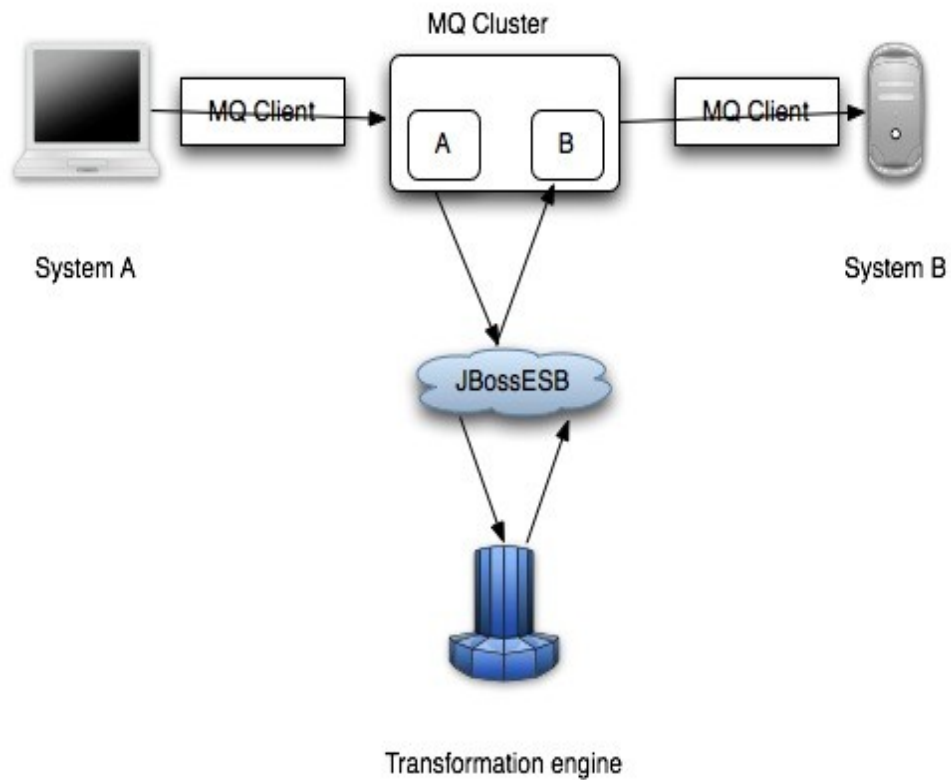 MQ Cluster
MQ Client
MQ Client
A
B
System A
System B
JBossESB
Transformation engine